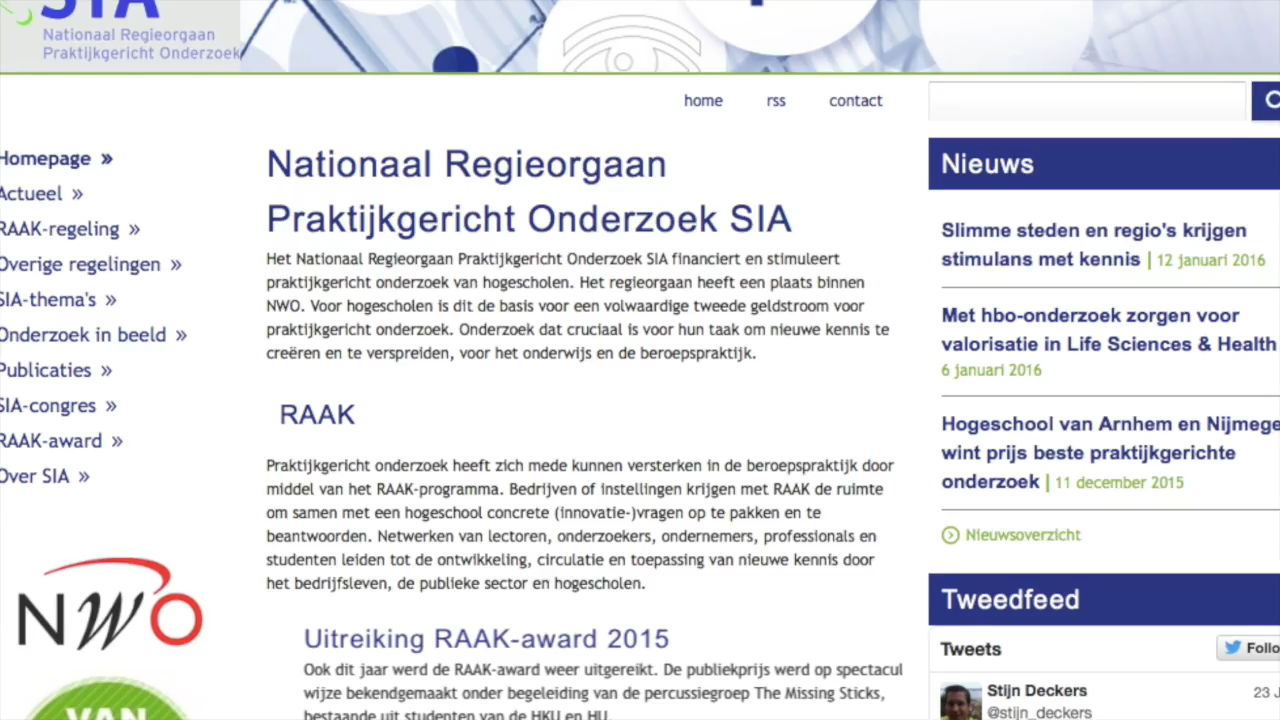 SIA
Nationaal Regieorgaan
Praktijkgericht Onderzoek
home
rss
contact
Homepage »
Actueel »
RAAK-regeling »
Overige regelingen »
SIA-thema's »
Onderzoek in beeld »
Publicaties »
SIA-congres »
RAAK-award »
Over SIA »
NWO
VAN
Nationaal Regieorgaan
Praktijkgericht Onderzoek SIA
Het Nationaal Regieorgaan Praktijkgericht Onderzoek SIA financiert en stimuleert
praktijkgericht onderzoek van hogescholen. Het regieorgaan heeft een plaats binnen
NWO. Voor hogescholen is dit de basis voor een volwaardige tweede geldstroom voor
praktijkgericht onderzoek. Onderzoek dat cruciaal is voor hun taak om nieuwe kennis te
creëren en te verspreiden, voor het onderwijs en de beroepspraktijk.
RAAK
Praktijkgericht onderzoek heeft zich mede kunnen versterken in de beroepspraktijk door
middel van het RAAK-programma. Bedrijven of instellingen krijgen met RAAK de ruimte
om samen met een hogeschool concrete (innovatie-)vragen op te pakken en te
beantwoorden. Netwerken van lectoren, onderzoekers, ondernemers, professionals en
studenten leiden tot de ontwikkeling, circulatie en toepassing van nieuwe kennis door
het bedrijfsleven, de publieke sector en hogescholen.
Uitreiking RAAK-award 2015
Ook dit jaar werd de RAAK-award weer uitgereikt. De publieksprijs werd op spectacul
wijze bekendgemaakt onder begeleiding van de percussiegroep The Missing Sticks,
bestaande uit studenten van de HKU en HU.
Nieuws
Slimme steden en regio's krijgen
stimulans met kennis | 12 januari 2016
Met hbo-onderzoek zorgen voor
valorisatie in Life Sciences & Health
6 januari 2016
Hogeschool van Arnhem en Nijmege
wint prijs beste praktijkgerichte
onderzoek | 11 december 2015
Nieuwsoverzicht
Tweedfeed
Tweets
Follo
Stijn Deckers
23 J
@stijn_deckers